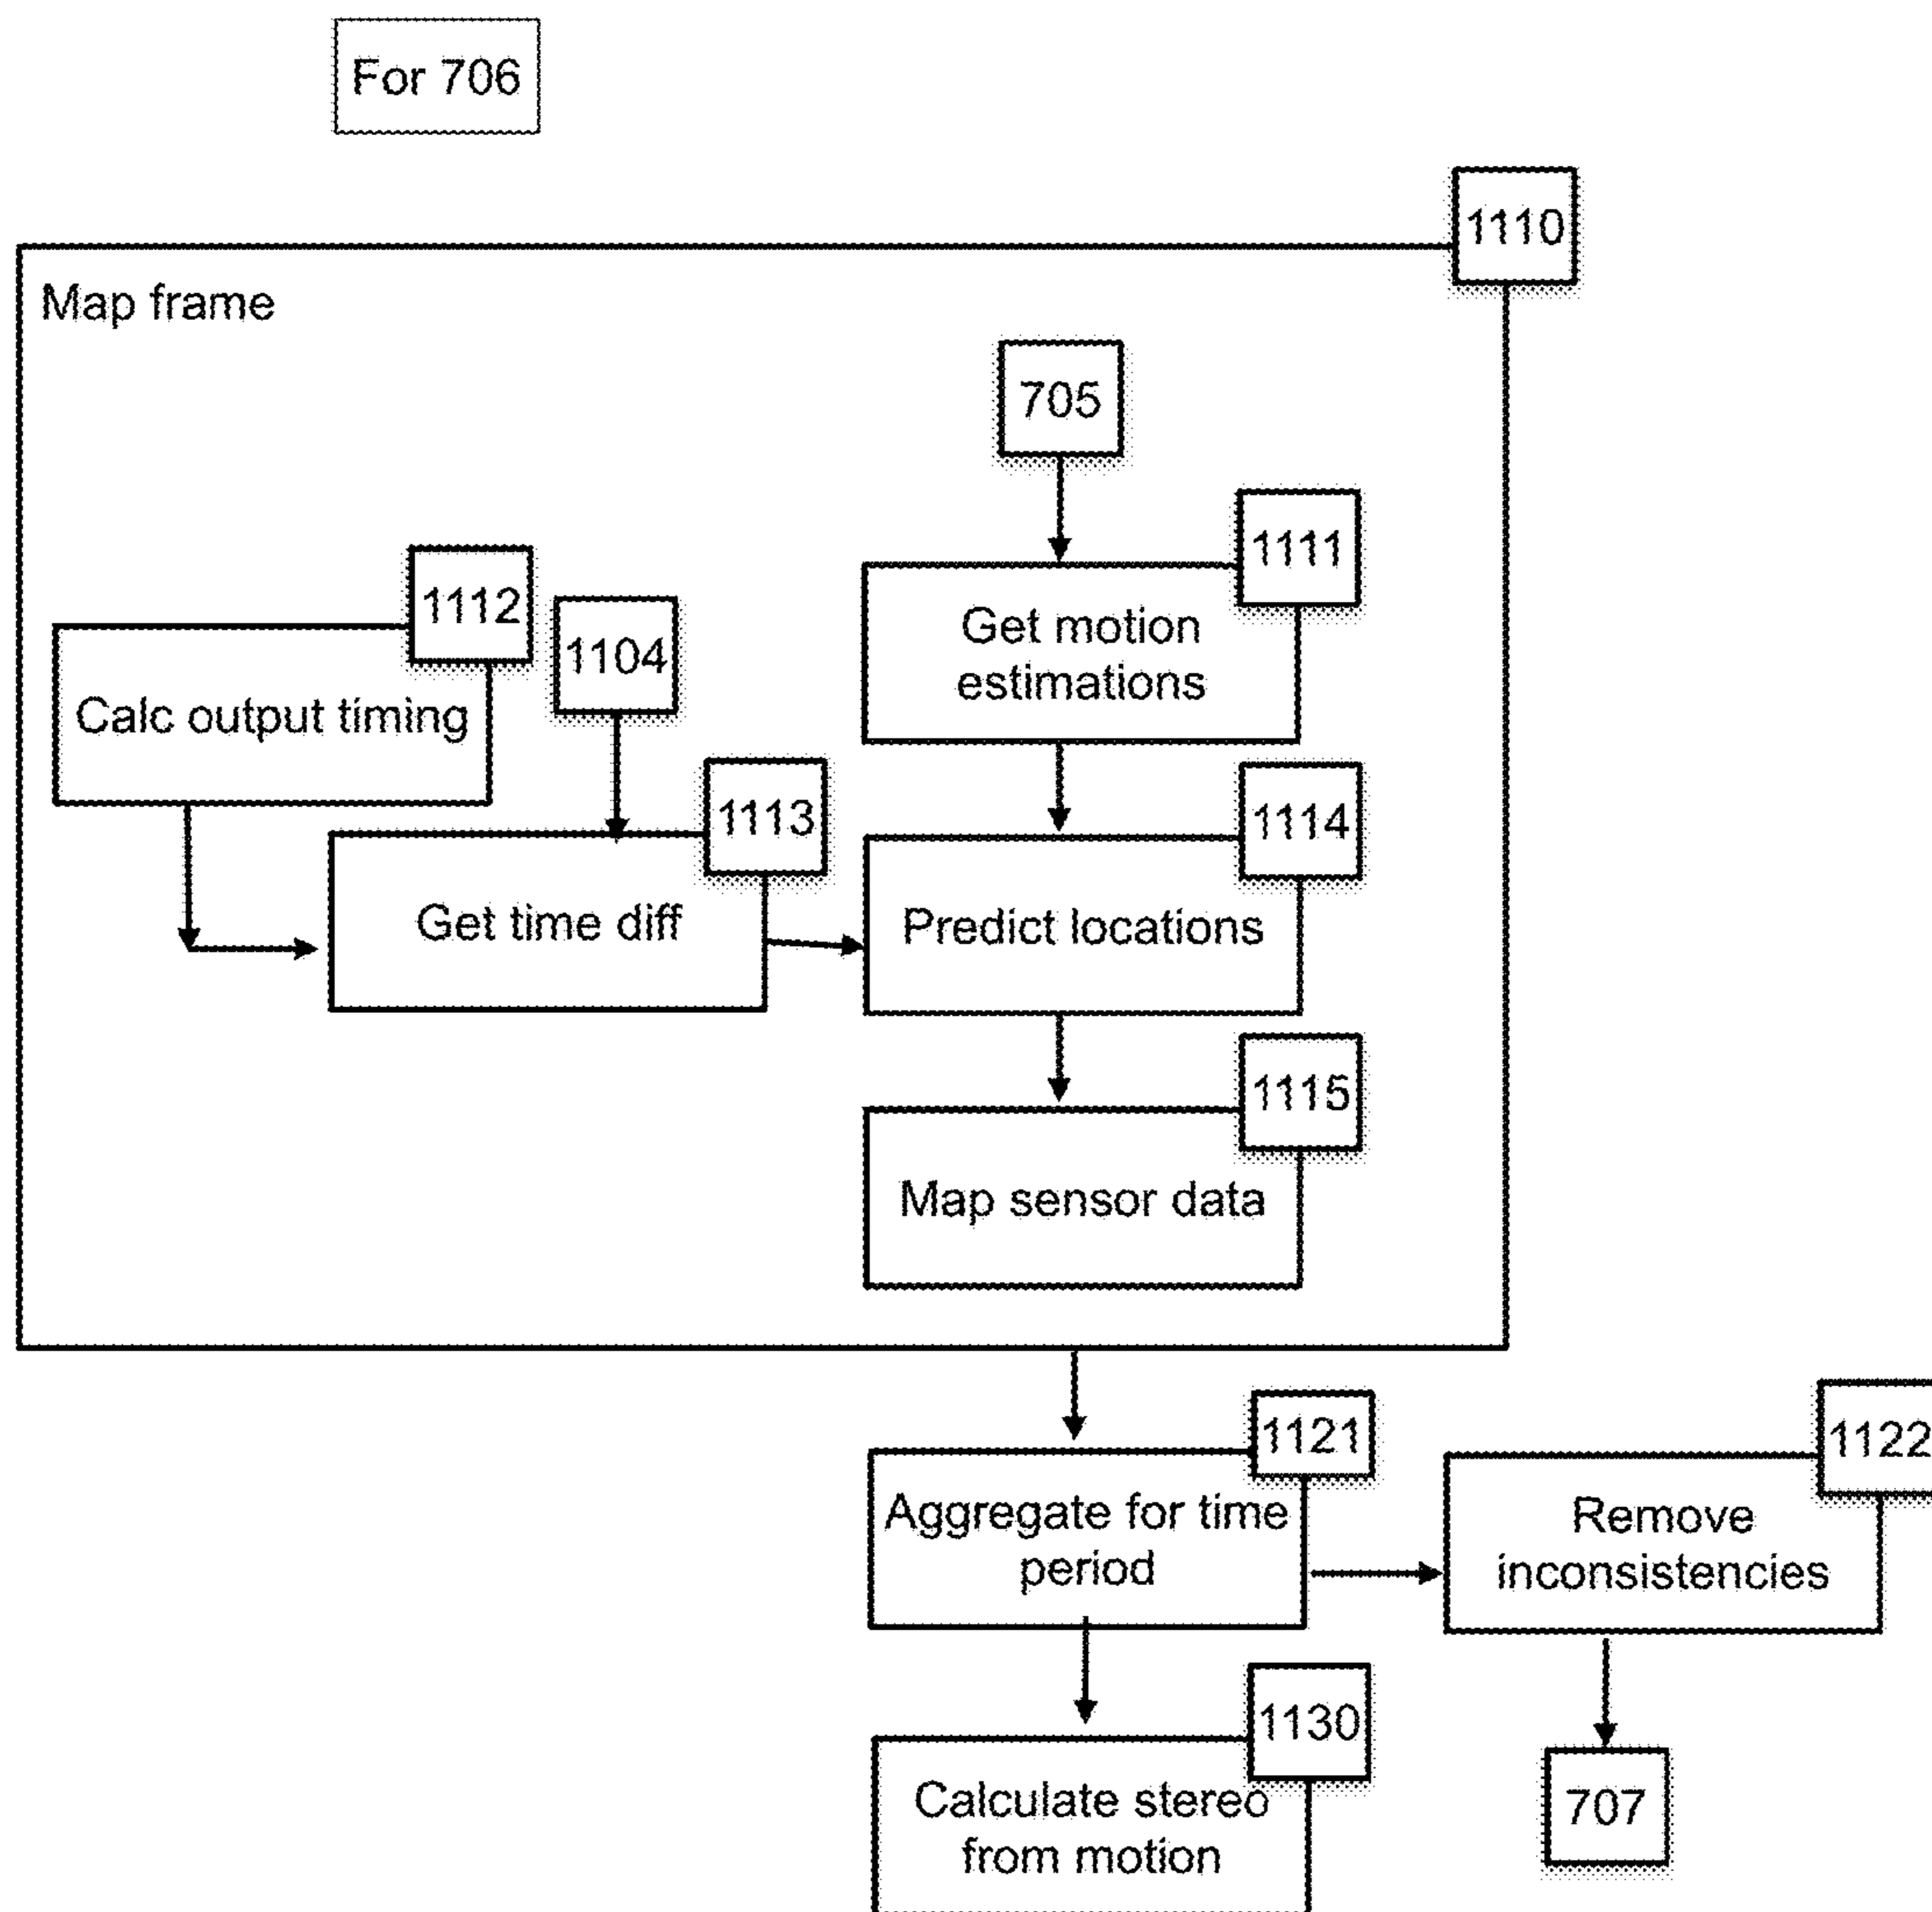 For 706
1110
Map frame
705
1111
Get motion
estimations
1112
1104
Calc output timing
1113
1114
Get time diff
Predict locations
1115
Map sensor data
1121
1122
Aggregate for time
period
Remove
inconsistencies
1130
Calculate stereo
from motion
707